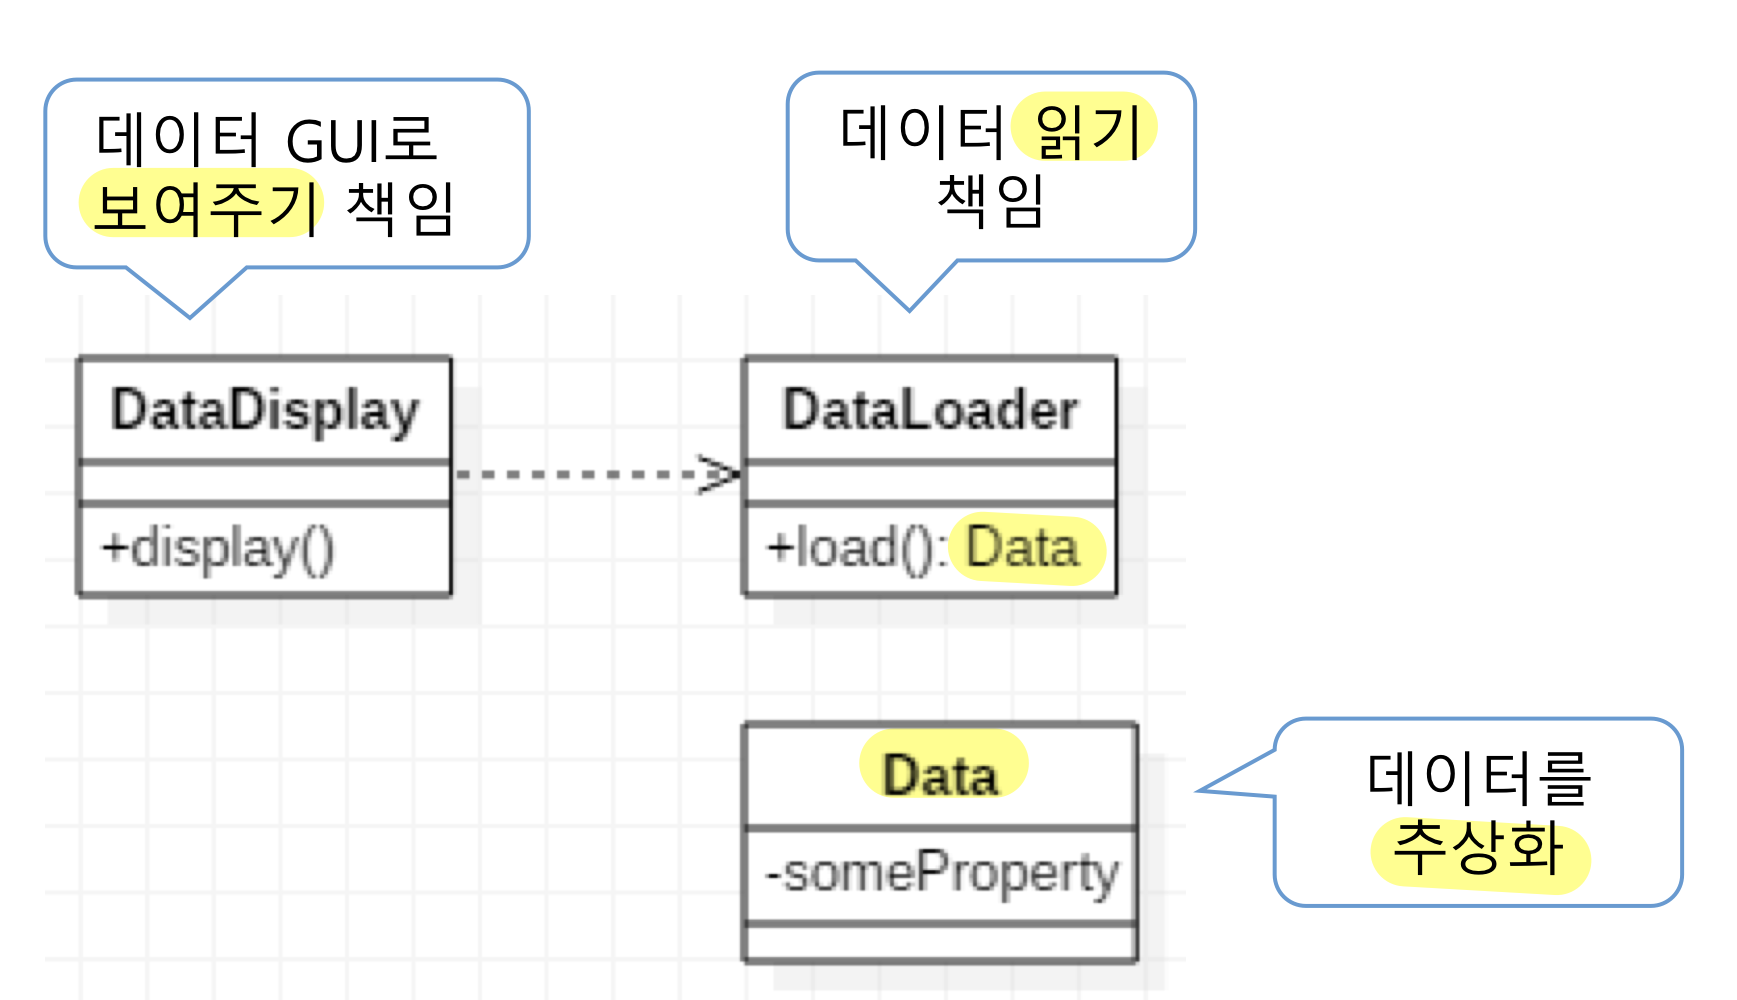 데이터 GUI로
보여주기 책임
데이터 읽기
책임
DataDisplay
+display()
DataLoader
+load(): Data
Data
-someProperty
데이터를
추상화